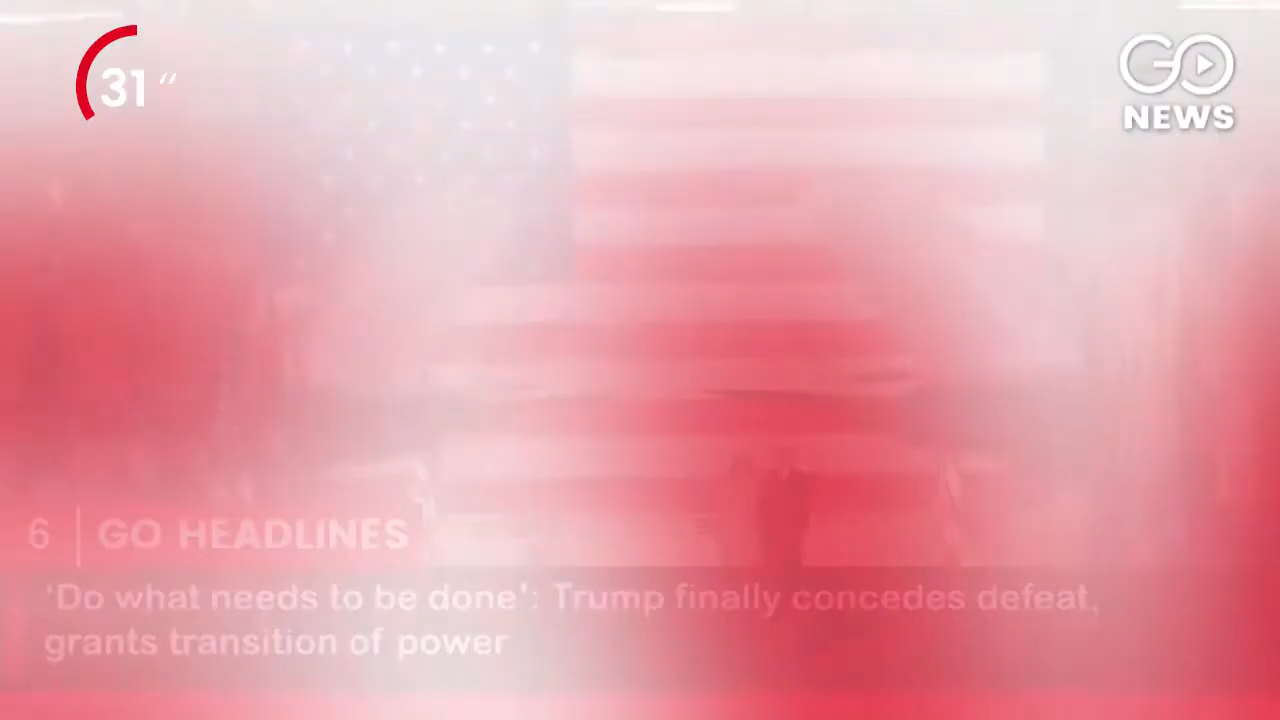 31"
GO
NEWS
6 | GO HEADLINES
'Do what needs to be done': Trump finally concedes defeat,
grants transition of power